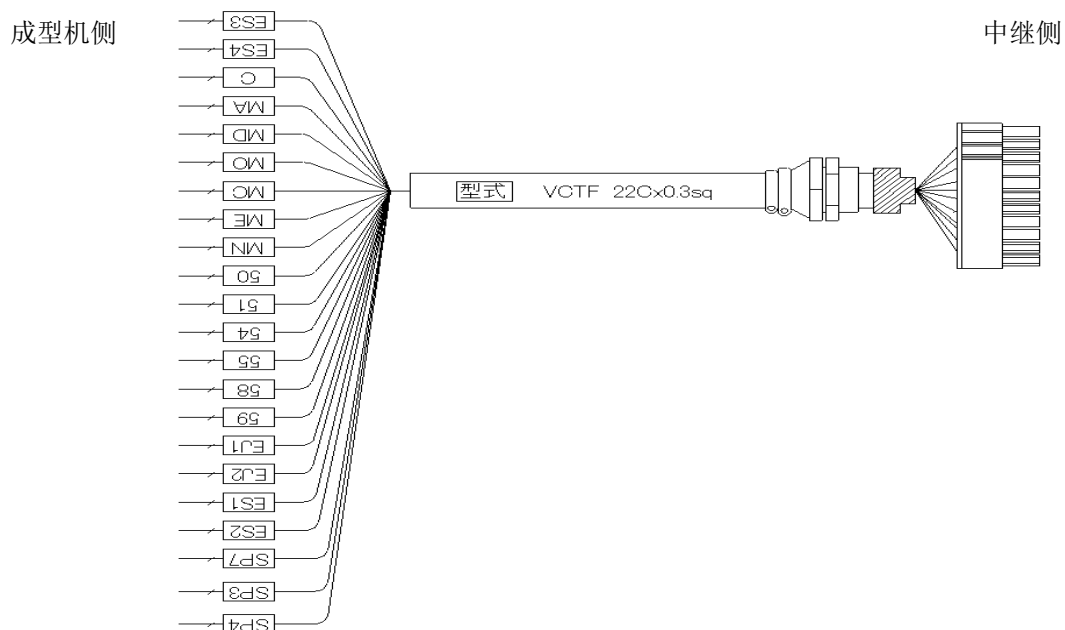 成型机侧
中继侧
ES3
ES4
C
MA
MD
MO
MC
ME
MN
50
51
54
55
58
59
EJ1
EJ2
ES1
ES2
SP7
SP3
SP4
型式 VCTF 22Cx0.3sq